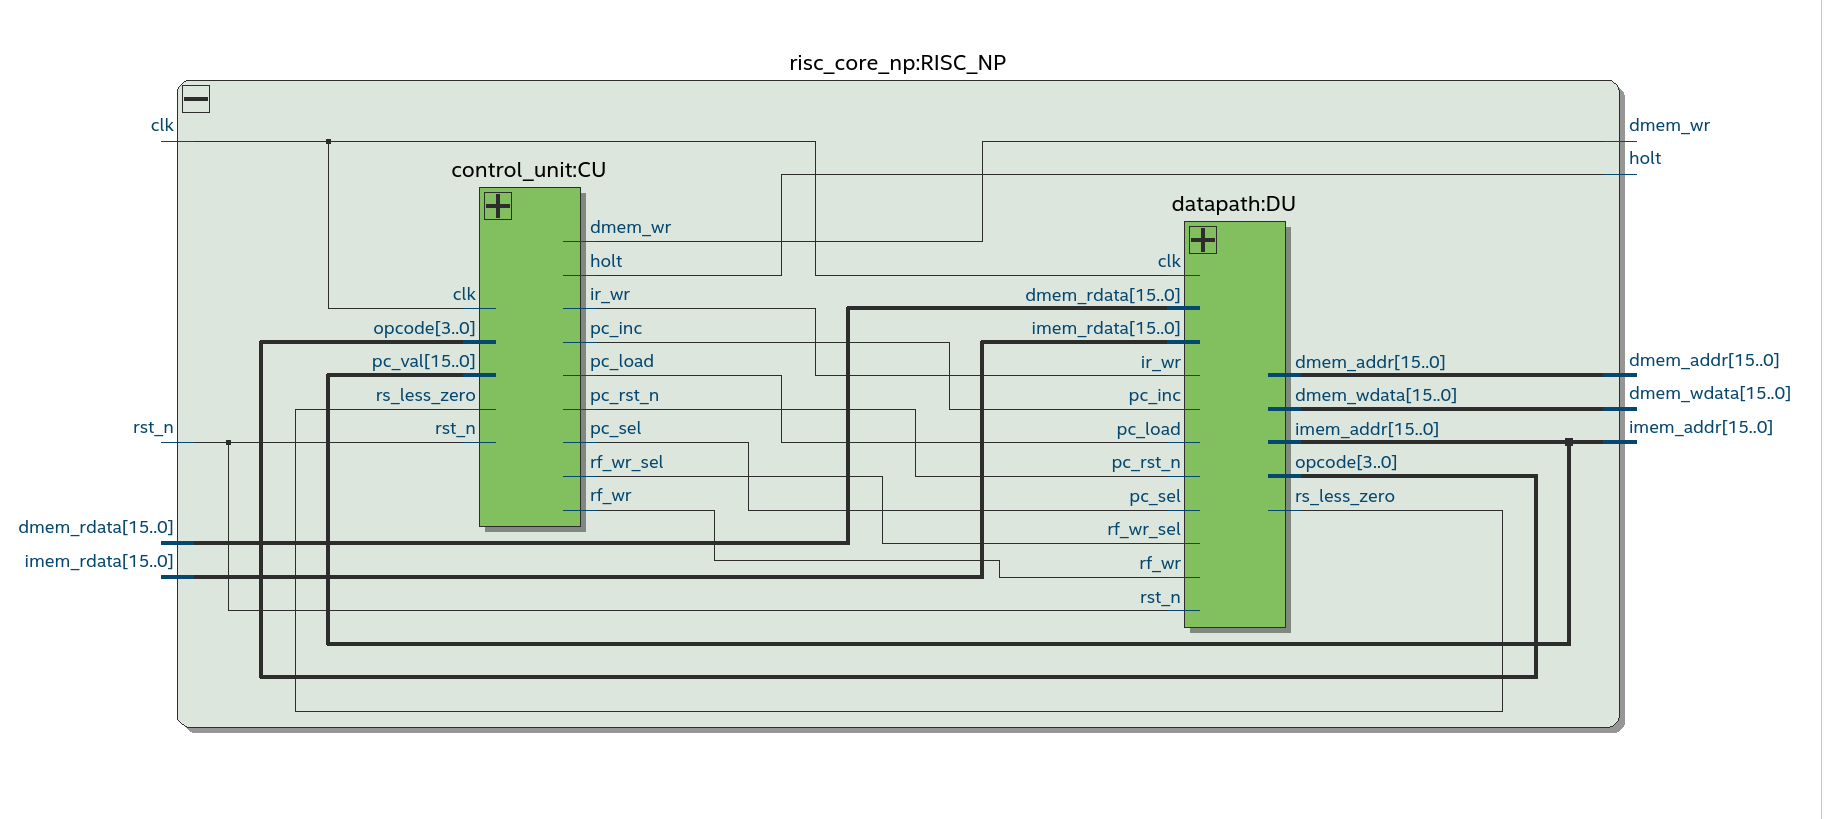 risc_core_np:RISC_NP
clk
rst_n
dmem_rdata[15..0]
imem_rdata[15..0]
control_unit:CU
clk
opcode[3..0]
pc_val[15..0]
rs_less_zero
rst_n
dmem_wr
holt
ir_wr
pc_inc
pc_load
pc_rst_n
pc_sel
rf_wr_sel
rf_wr
datapath:DU
clk
dmem_rdata[15..0]
imem_rdata[15..0]
ir_wr
pc_inc
pc_load
pc_rst_n
pc_sel
rf_wr_sel
rf_wr
rst_n
dmem_addr[15..0]
dmem_wdata[15..0]
imem_addr[15..0]
opcode[3..0]
rs_less_zero
dmem_wr
holt
dmem_addr[15..0]
dmem_wdata[15..0]
imem_addr[15..0]